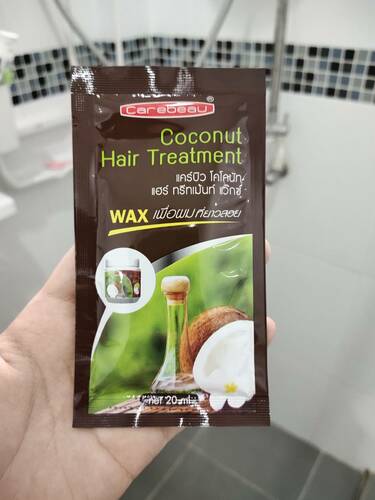 Carebeau ®
Coconut
Hair Treatment
แคร์บิว โคโคนัท
แฮร์ ทรีทเม้นท์ แว๊กซ์
WAX เพื่อผมที่ยาวสลวย
net 20 ml